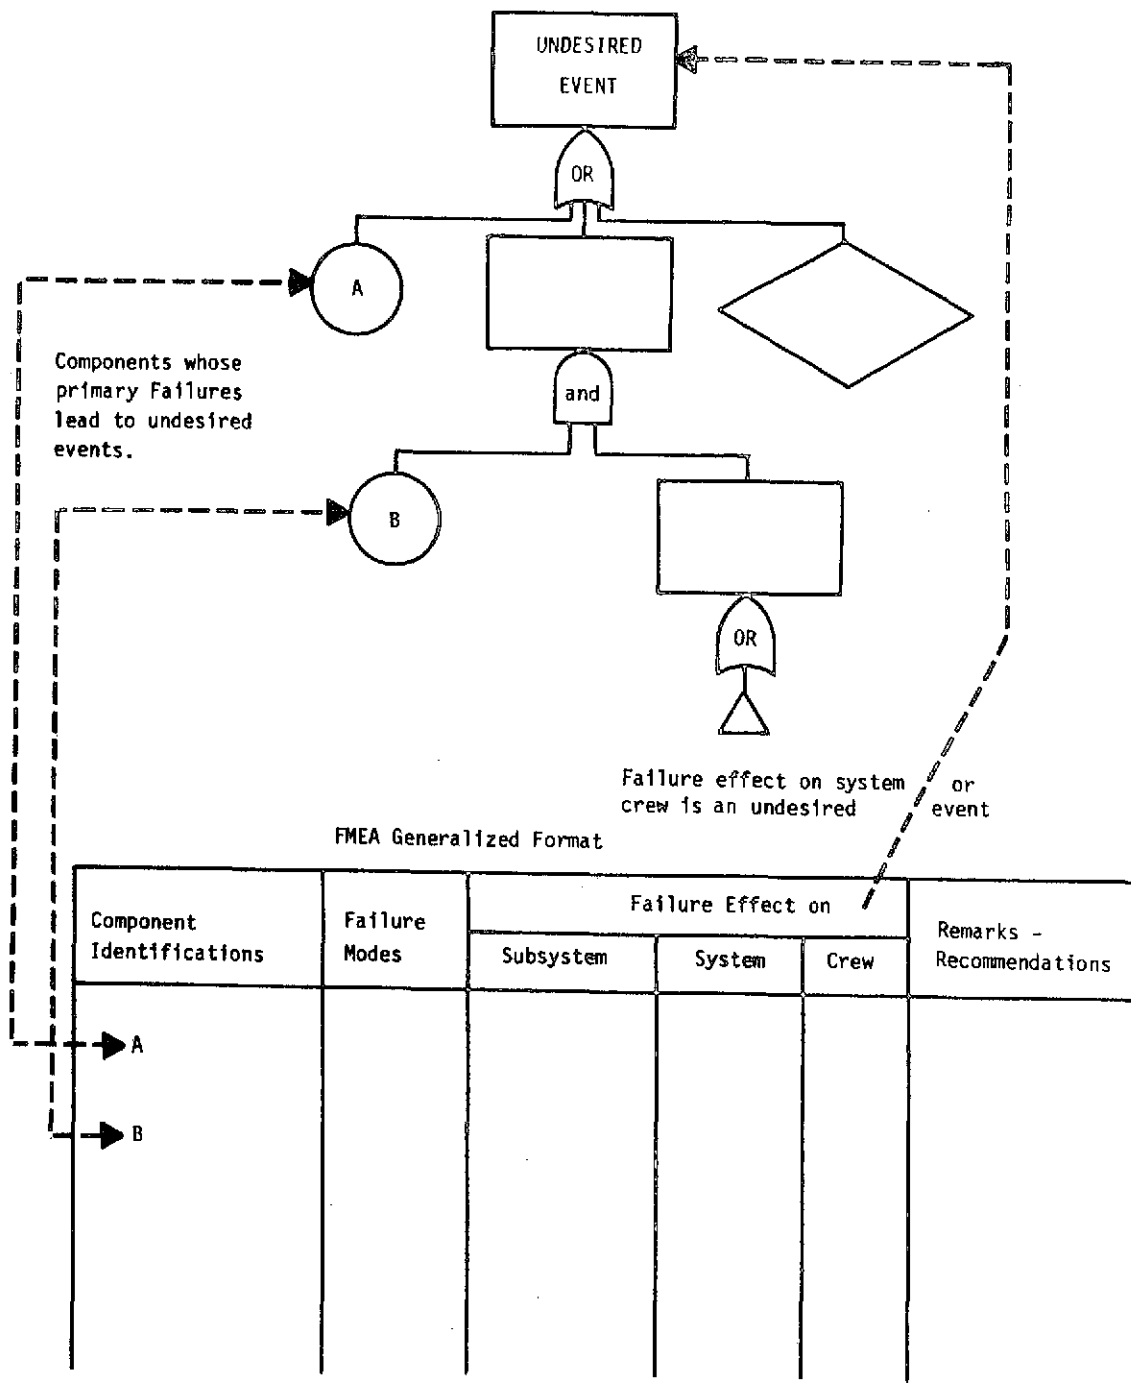 UNDESIRED
EVENT
OR
A
Components whose
primary Failures
lead to undesired
events.
and
B
OR
Failure effect on system or
crew is an undesired event
FMEA Generalized Format
Component
Identifications
Failure
Modes
Failure Effect on
Subsystem
System
Crew
Remarks -
Recommendations
A
B